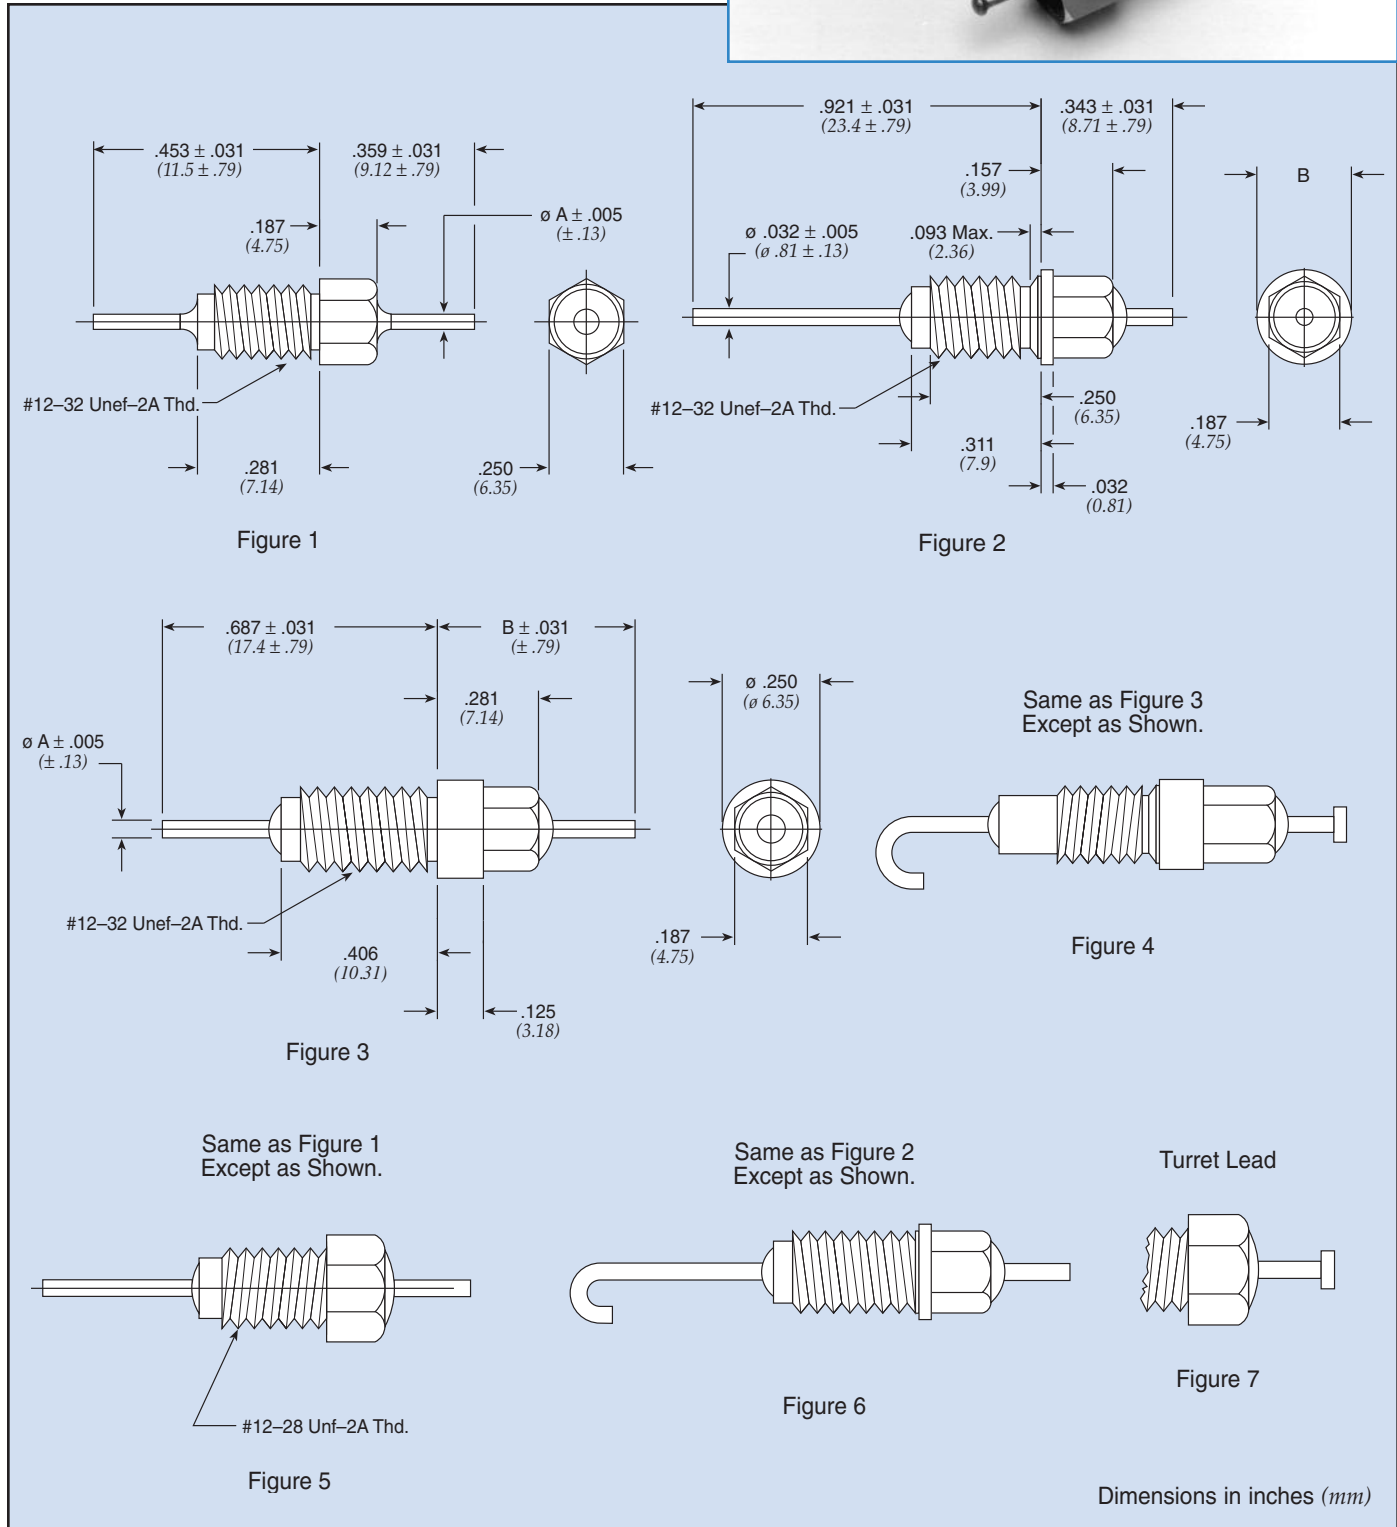 .453 ± .031
(11.5 ± .79)
.359 ± .031
(9.12 ± .79)
.187
(4.75)
ø A ± .005
(± .13)
#12–32 Unef–2A Thd.
.281
(7.14)
.250
(6.35)
Figure 1
.921 ± .031
(23.4 ± .79)
.343 ± .031
(8.71 ± .79)
.157
(3.99)
B
ø .032 ± .005
(ø .81 ± .13)
.093 Max.
(2.36)
#12–32 Unef–2A Thd.
.250
(6.35)
.311
(7.9)
.187
(4.75)
.032
(0.81)
Figure 2
.687 ± .031
(17.4 ± .79)
B ± .031
(± .79)
.281
(7.14)
ø A ± .005
(± .13)
ø .250
(ø 6.35)
#12–32 Unef–2A Thd.
.406
(10.31)
.187
(4.75)
.125
(3.18)
Figure 3
Same as Figure 3
Except as Shown.
Figure 4
Same as Figure 1
Except as Shown.
#12–28 Unf–2A Thd.
Figure 5
Same as Figure 2
Except as Shown.
Figure 6
Turret Lead
Figure 7
Dimensions in inches (mm)